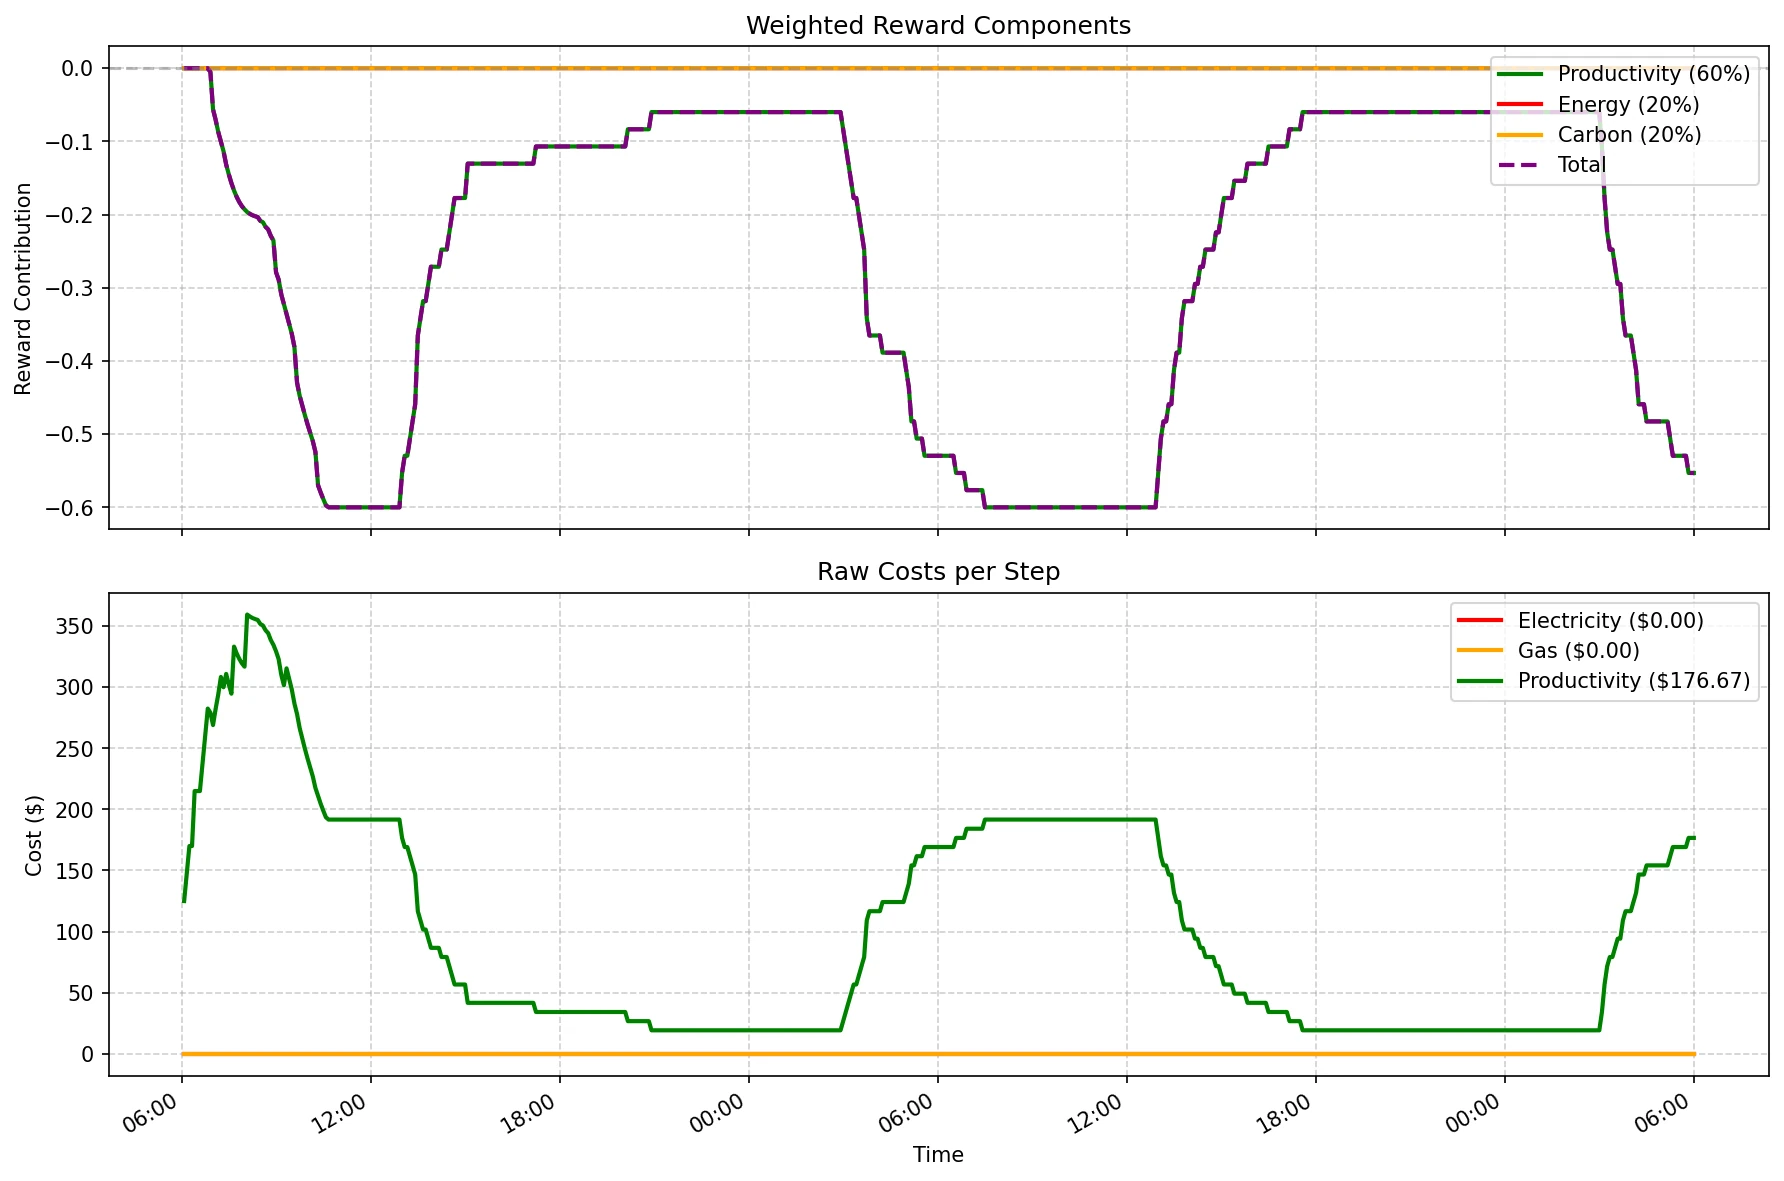 Weighted Reward Components
Reward Contribution
0.0
−0.1
−0.2
−0.3
−0.4
−0.5
−0.6
Productivity (60%)
Energy (20%)
Carbon (20%)
Total
Raw Costs per Step
Cost ($)
350
300
250
200
150
100
50
0
Electricity ($0.00)
Gas ($0.00)
Productivity ($176.67)
06:00
12:00
18:00
00:00
06:00
12:00
18:00
00:00
06:00
Time